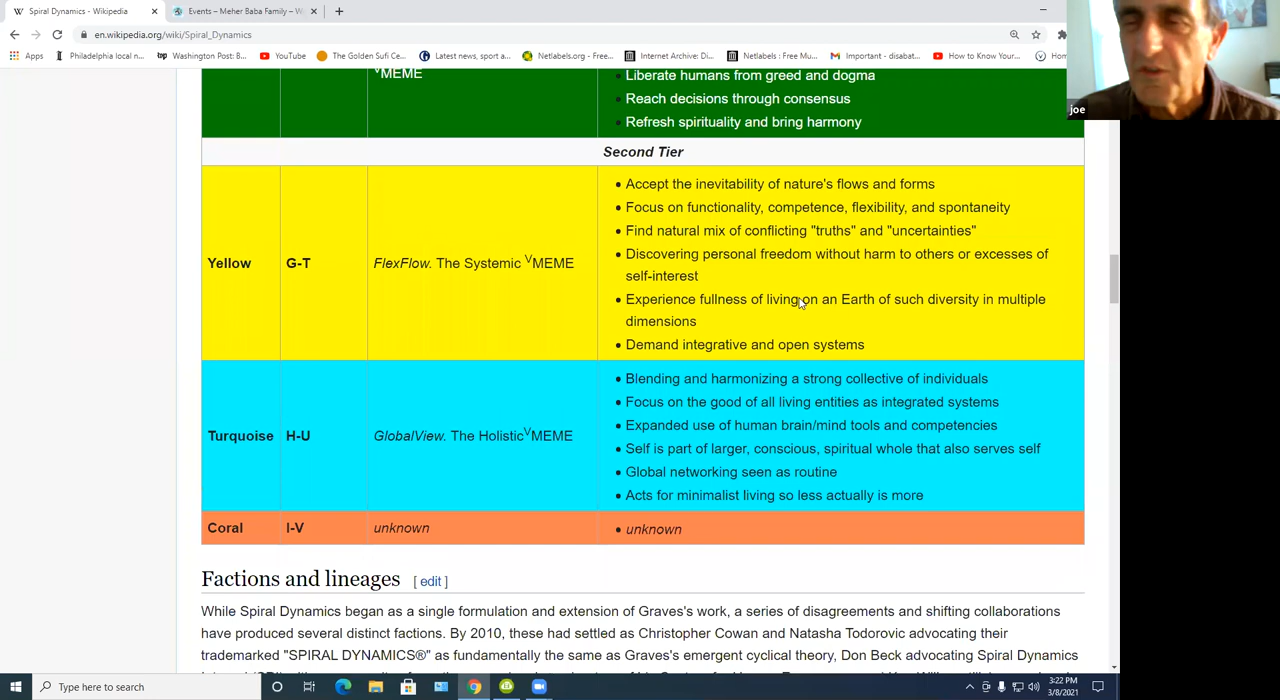 Spiral Dynamics - Wikipedia
Events – Meher Baba Family – W
en.wikipedia.org/wiki/Spiral_Dynamics
Apps Philadelphia local n... Washington Post: B... YouTube The Golden Sufi Ce... Latest news, sport a... Netlabels.org - Free... Internet Archive: Di... Netlabels : Free Mu... Important - disabat... How to Know Your...
VMEME
• Liberate humans from greed and dogma
• Reach decisions through consensus
• Refresh spirituality and bring harmony
joe
Second Tier
Yellow G-T FlexFlow. The Systemic VMEME
• Accept the inevitability of nature's flows and forms
• Focus on functionality, competence, flexibility, and spontaneity
• Find natural mix of conflicting "truths" and "uncertainties"
• Discovering personal freedom without harm to others or excesses of
self-interest
• Experience fullness of living on an Earth of such diversity in multiple
dimensions
• Demand integrative and open systems
Turquoise H-U GlobalView. The HolisticVMEME
• Blending and harmonizing a strong collective of individuals
• Focus on the good of all living entities as integrated systems
• Expanded use of human brain/mind tools and competencies
• Self is part of larger, conscious, spiritual whole that also serves self
• Global networking seen as routine
• Acts for minimalist living so less actually is more
Coral I-V unknown • unknown
Factions and lineages [ edit ]
While Spiral Dynamics began as a single formulation and extension of Graves's work, a series of disagreements and shifting collaborations
have produced several distinct factions. By 2010, these had settled as Christopher Cowan and Natasha Todorovic advocating their
trademarked "SPIRAL DYNAMICS®" as fundamentally the same as Graves's emergent cyclical theory, Don Beck advocating Spiral Dynamics
Type here to search
3:22 PM
3/8/2021